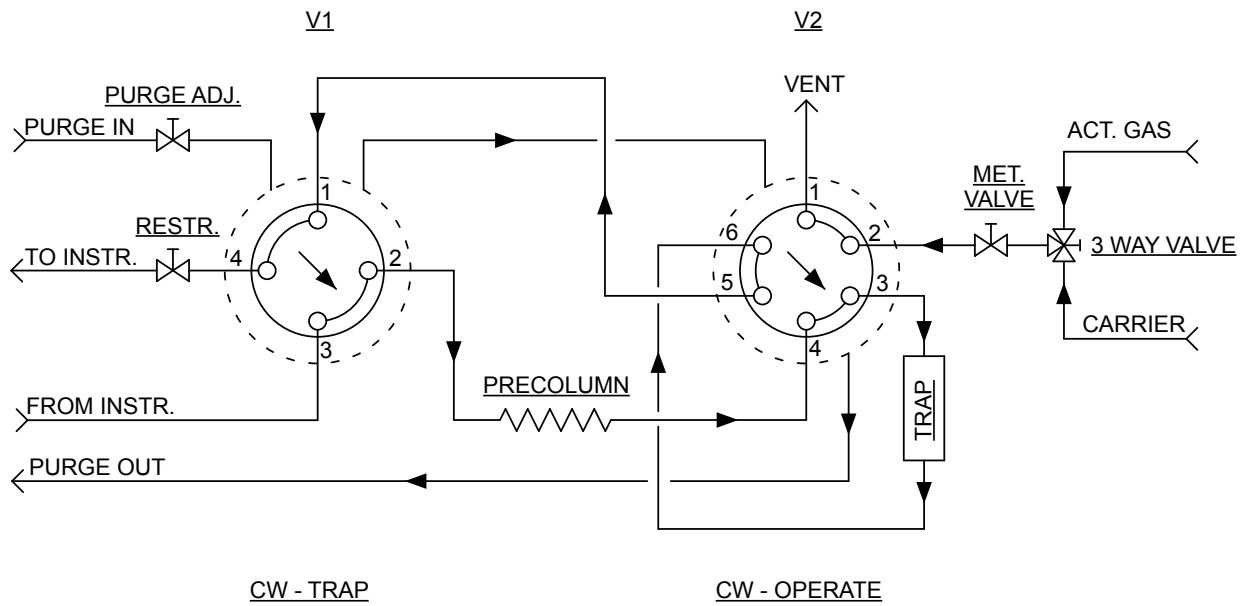 V1
V2
PURGE ADJ.
VENT
PURGE IN
ACT. GAS
MET.
VALVE
1
1
RESTR.
6
2
3 WAY VALVE
TO INSTR.
4
2
5
3
3
4
CARRIER
PRECOLUMN
FROM INSTR.
TRAP
PURGE OUT
CW - TRAP
CW - OPERATE